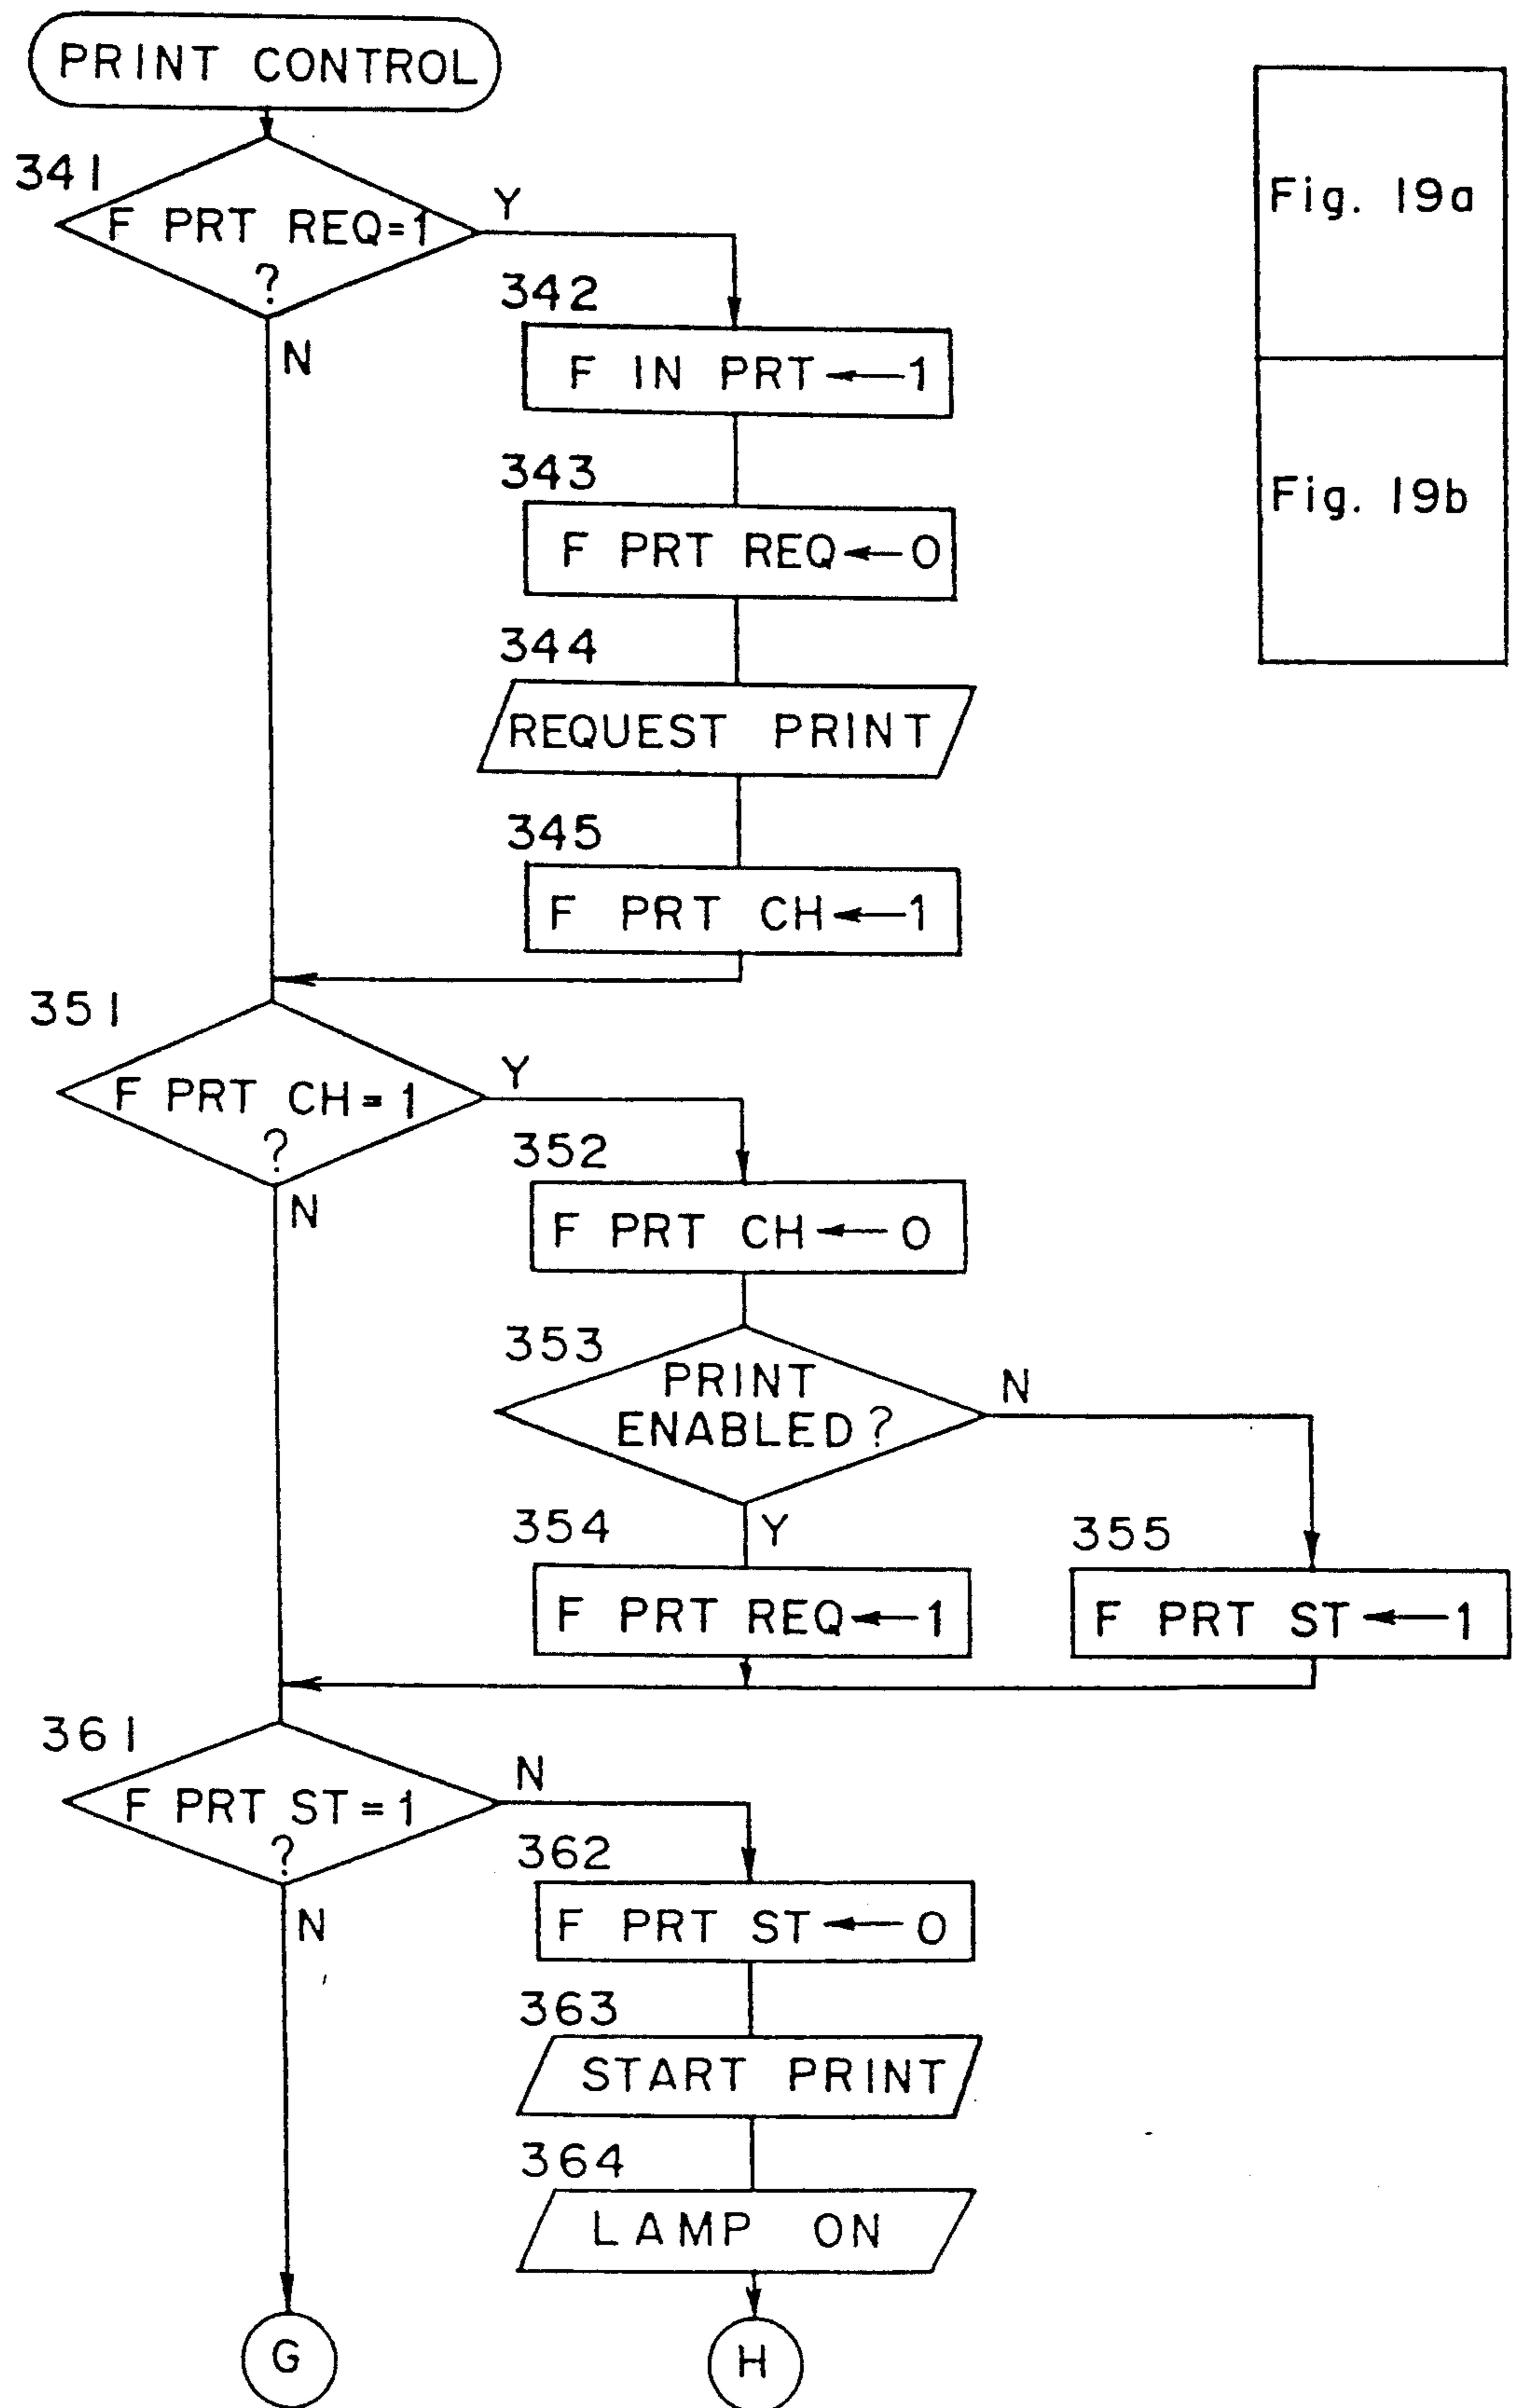 PRINT CONTROL
341
F PRT REQ=1
?
Y
N
342
F IN PRT ← 1
343
F PRT REQ ← 0
344
REQUEST PRINT
345
F PRT CH ← 1
351
F PRT CH = 1
?
Y
N
352
F PRT CH ← 0
353
PRINT
ENABLED?
N
Y
354
F PRT REQ ← 1
355
F PRT ST ← 1
361
F PRT ST = 1
?
N
N
362
F PRT ST ← 0
363
START PRINT
364
LAMP ON
G
H
Fig. 19a
Fig. 19b